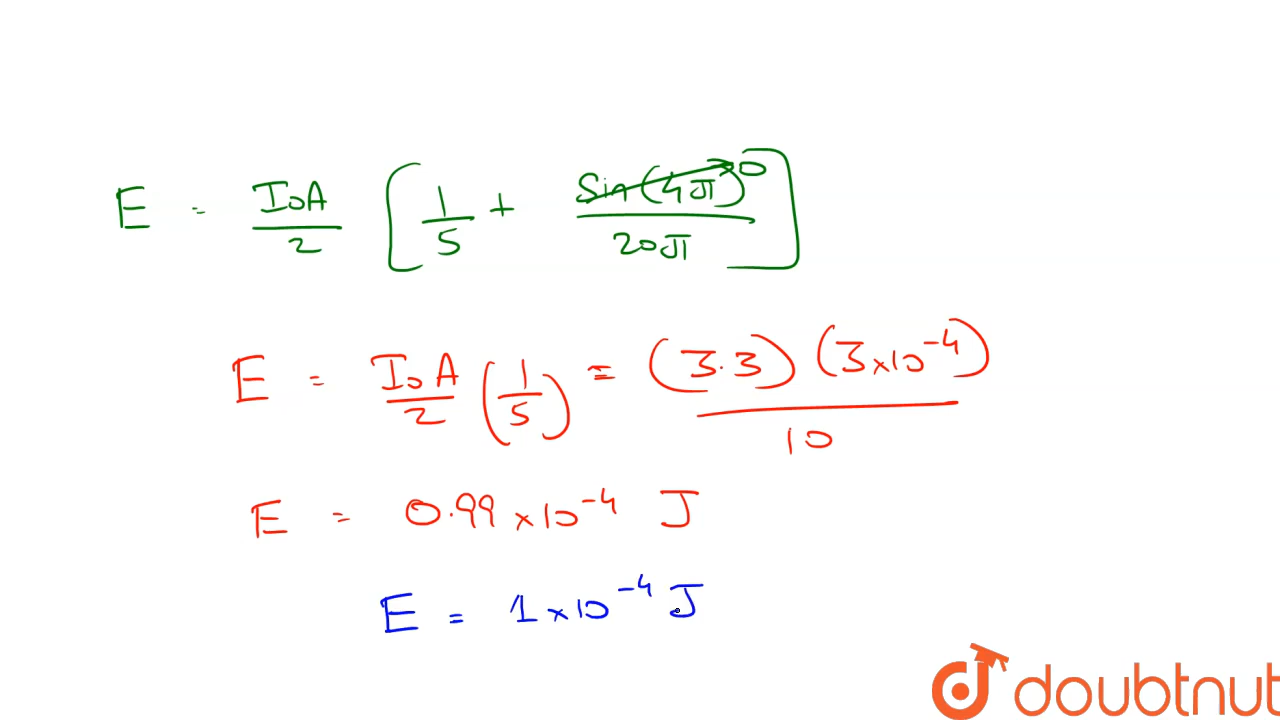 E = I₀A/2 [1/5 + sin(4π)⁰/20π]
E = I₀A/2 (1/5) = (3.3)(3×10⁻⁴)/10
E = 0.99×10⁻⁴ J
E = 1×10⁻⁴ J
doubtnut